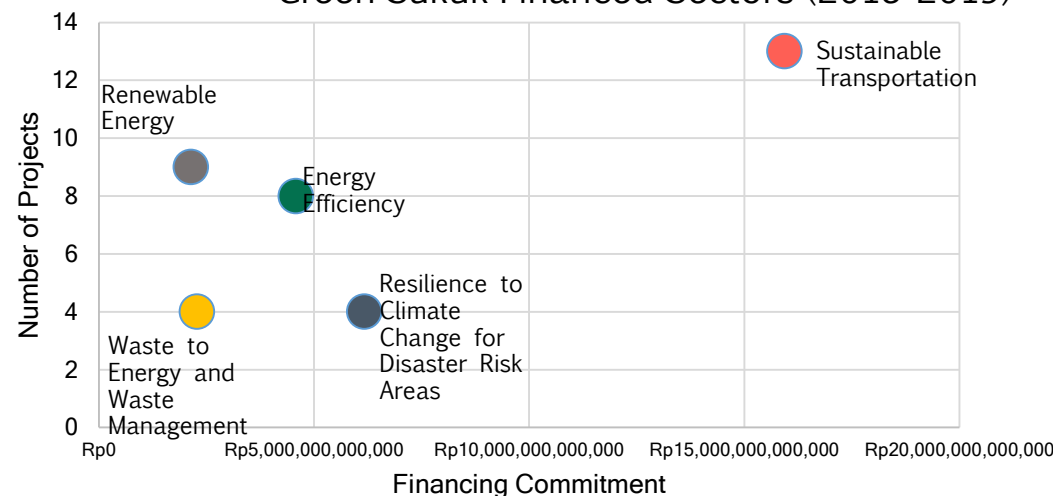 Green Sukuk Financed Sectors (2018-2019)
14
12
10
8
6
4
2
0
Number of Projects
Sustainable
Transportation
Renewable
Energy
Energy
Efficiency
Resilience to
Climate
Change for
Disaster Risk
Areas
Waste to
Energy and
Waste
Management
Rp0
Rp5,000,000,000,000
Rp10,000,000,000,000
Rp15,000,000,000,000
Rp20,000,000,000,000
Financing Commitment